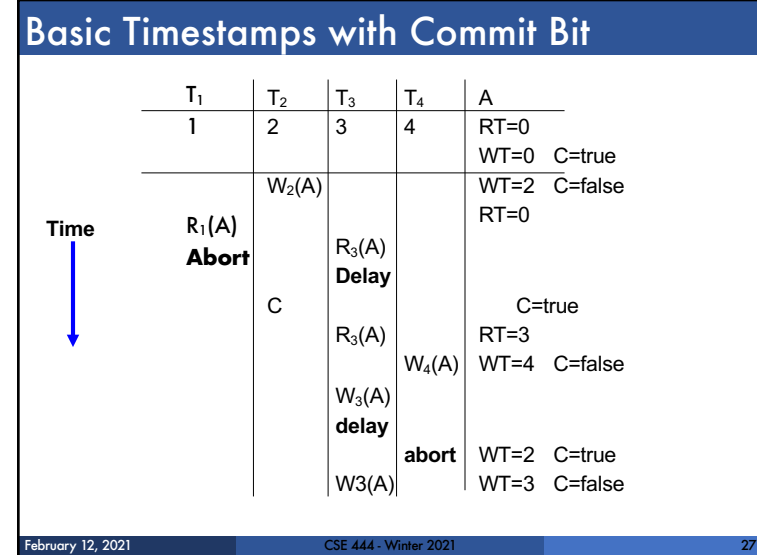 Basic Timestamps with Commit Bit
T₁ T₂ T₃ T₄ A
1 2 3 4 RT=0
WT=0 C=true
W₂(A) WT=2 C=false
R₁(A) RT=0
Time
Abort R₃(A)
Delay
C C=true
R₃(A) RT=3
W₄(A) WT=4 C=false
W₃(A)
delay
abort WT=2 C=true
W3(A) WT=3 C=false
February 12, 2021 CSE 444 - Winter 2021 27